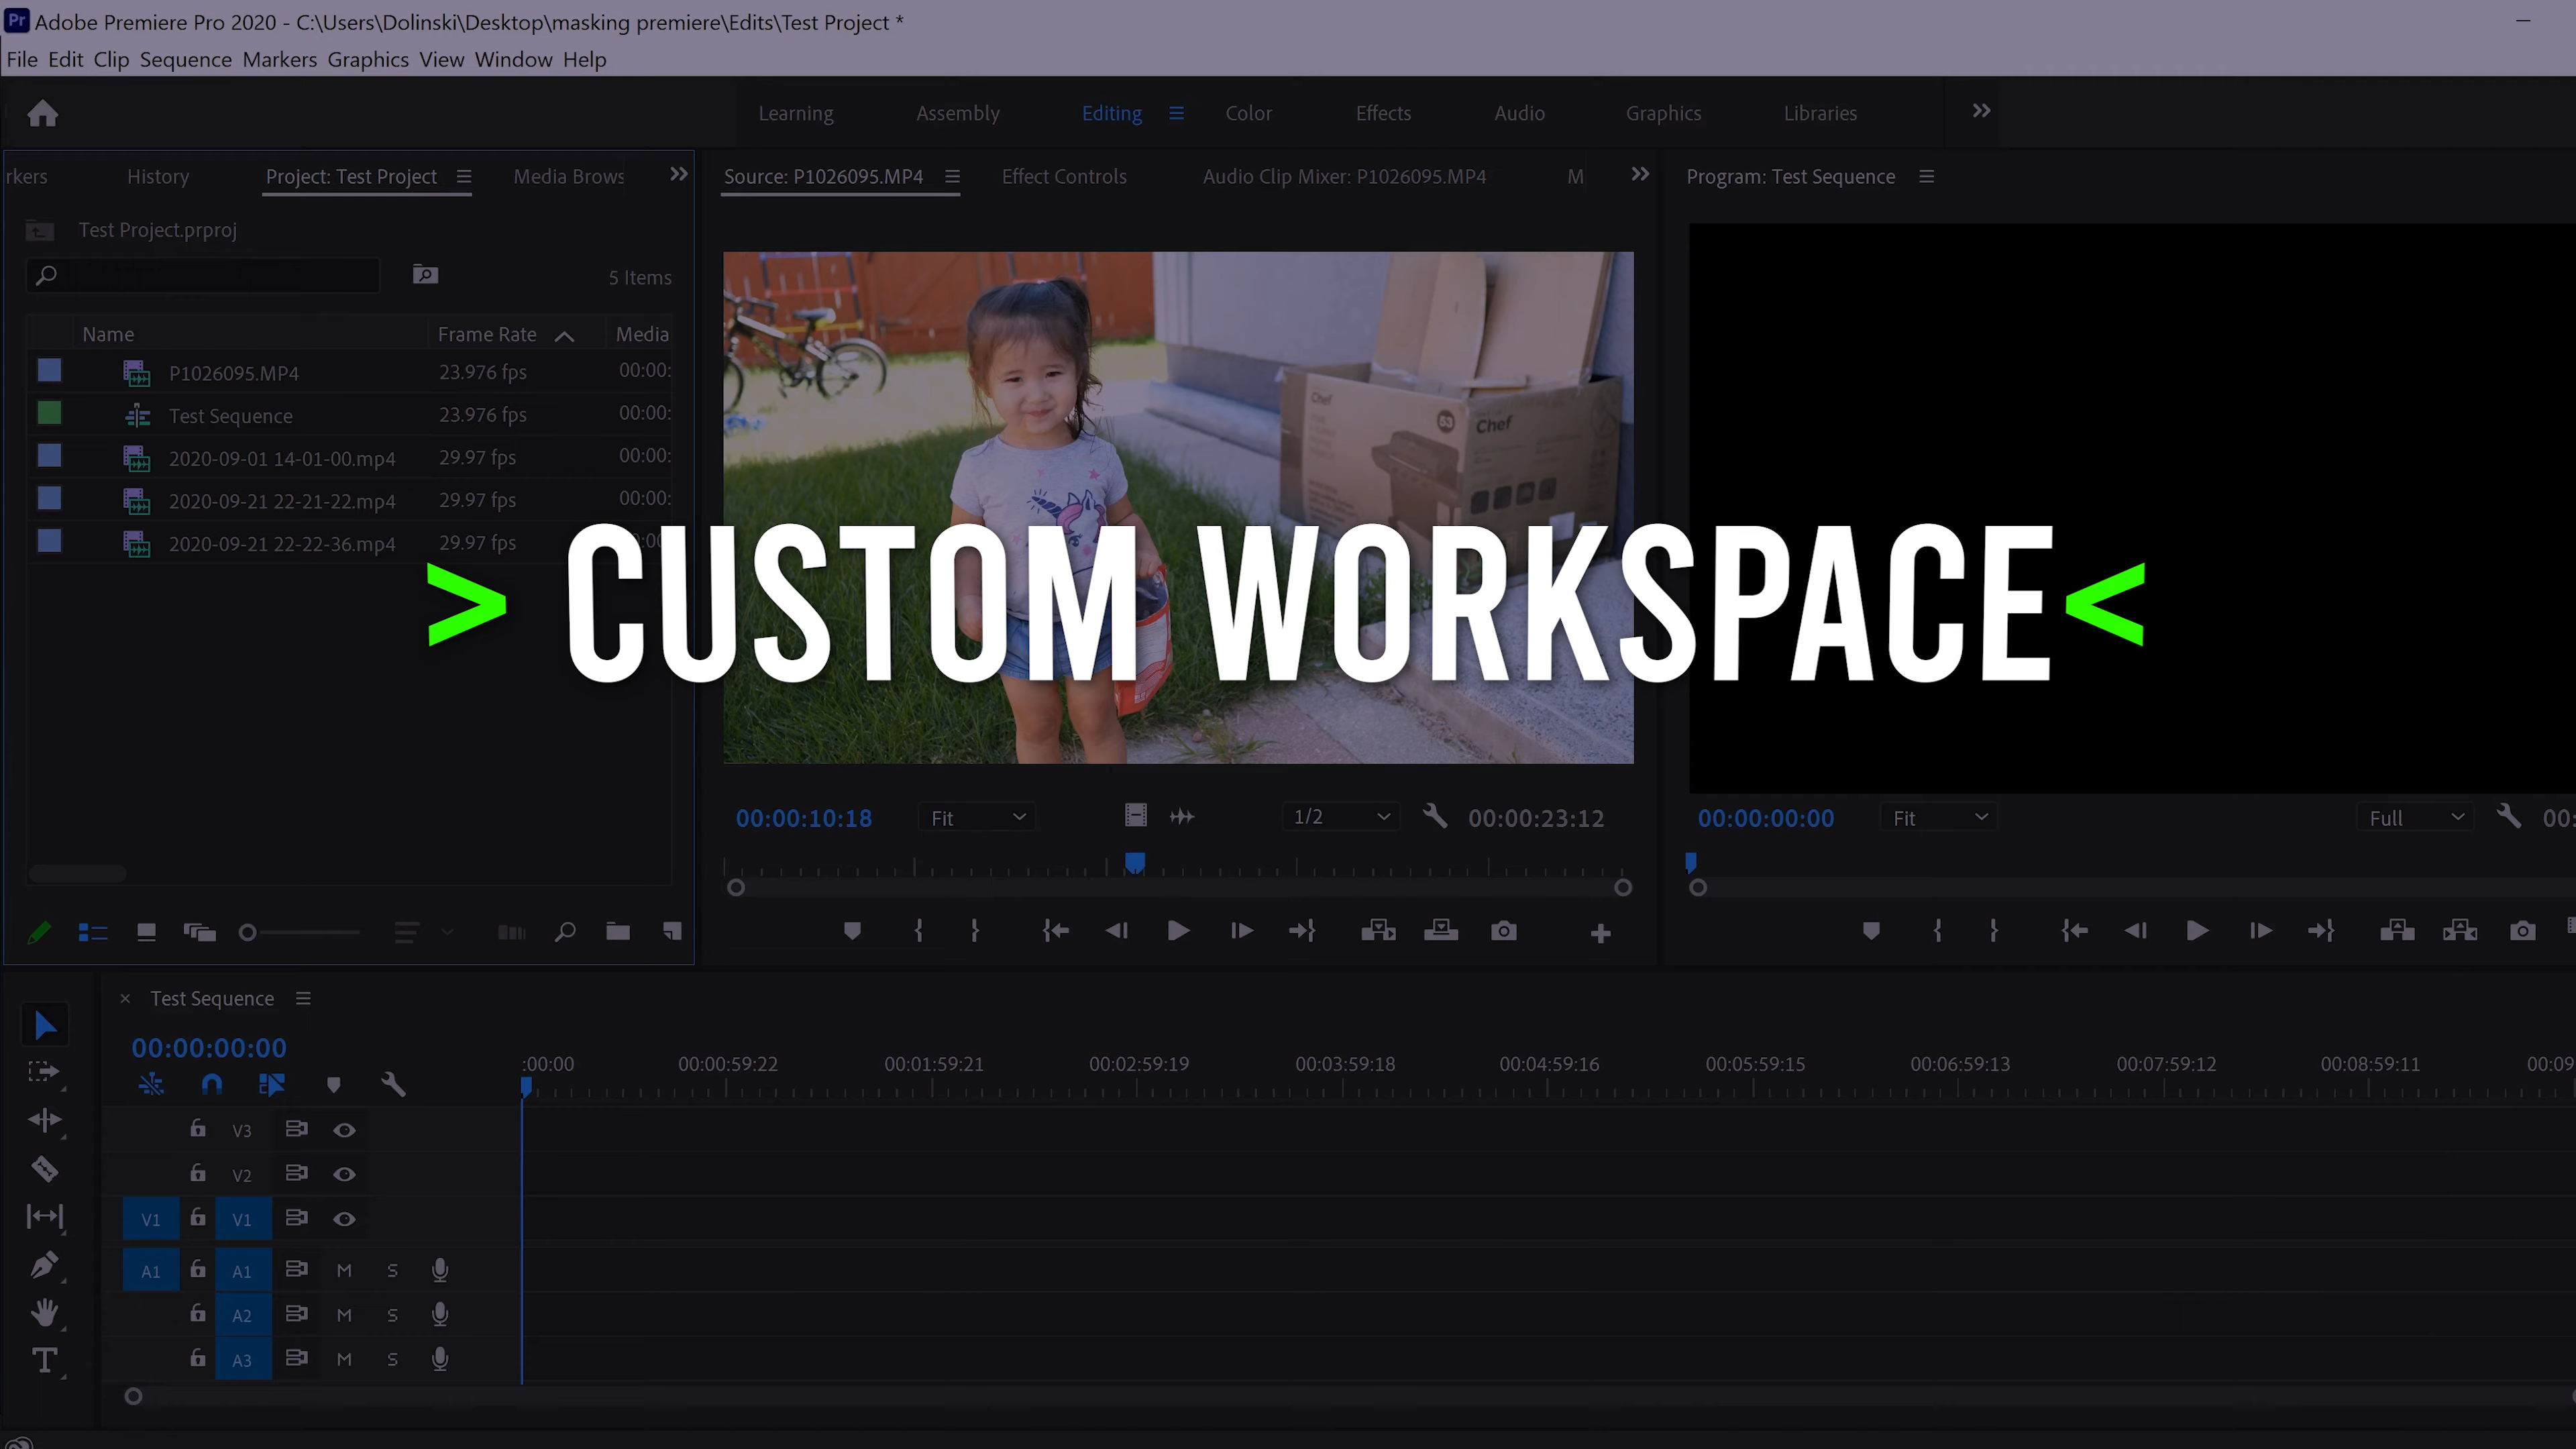 Pr Adobe Premiere Pro 2020 - C:\Users\Dolinski\Desktop\masking premiere\Edits\Test Project *
File Edit Clip Sequence Markers Graphics View Window Help
Learning Assembly Editing Color Effects Audio Graphics Libraries
rkers History Project: Test Project Media Brows
Source: P1026095.MP4 Effect Controls Audio Clip Mixer: P1026095.MP4 M
Program: Test Sequence
Test Project.prproj
5 Items
Name Frame Rate Media
P1026095.MP4 23.976 fps 00:00:
Test Sequence 23.976 fps 00:00:
2020-09-01 14-01-00.mp4 29.97 fps 00:00:
2020-09-21 22-21-22.mp4 29.97 fps 00:00:
2020-09-21 22-22-36.mp4 29.97 fps
Chef
83
Chef
> CUSTOM WORKSPACE<
00:00:10:18 Fit 1/2 00:00:23:12
00:00:00:00 Fit Full 00:
Test Sequence
00:00:00:00
:00:00 00:00:59:22 00:01:59:21 00:02:59:19 00:03:59:18 00:04:59:16 00:05:59:15 00:06:59:13 00:07:59:12 00:08:59:11 00:09
V3
V2
V1 V1
A1 A1 M S
A2 M S
A3 M S